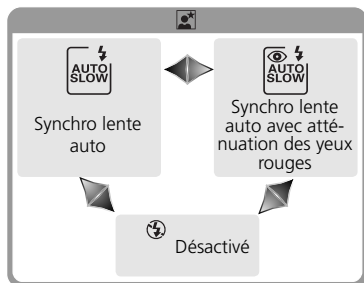 AUTO
SLOW
Synchro lente
auto
AUTO
SLOW
Synchro lente
auto avec atté-
nuation des yeux
rouges
Désactivé